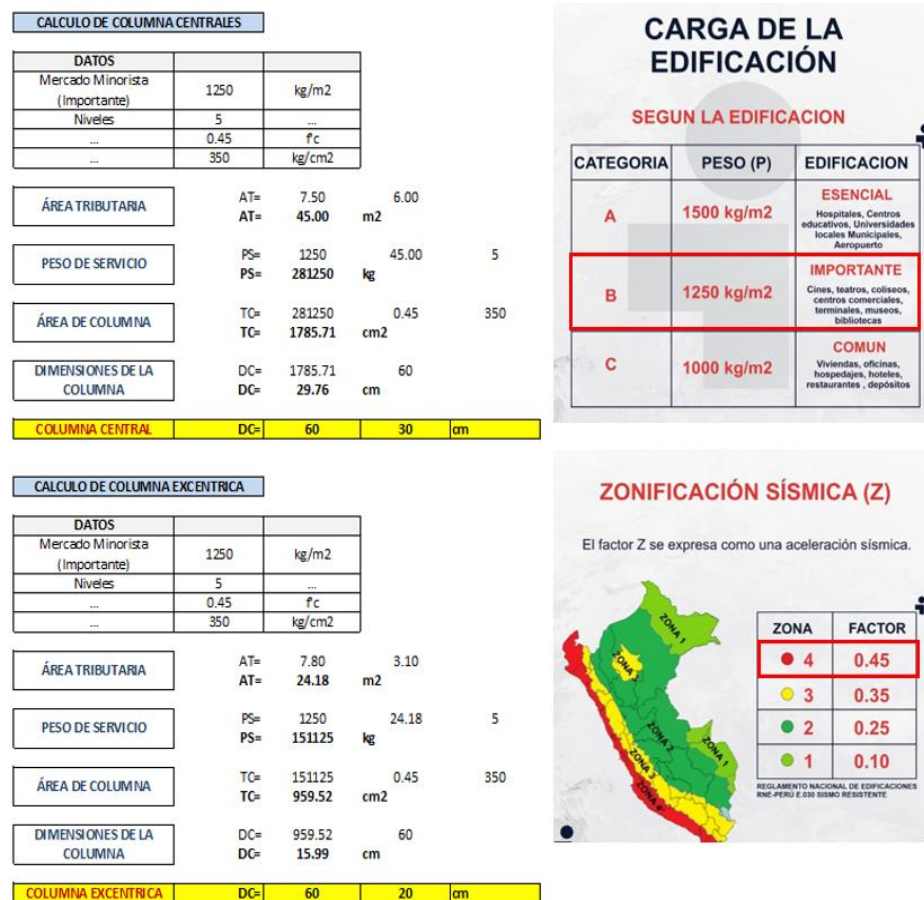 CALCULO DE COLUMNA CENTRALES
DATOS
Mercado Minorista (Importante) 1250 kg/m2
Niveles 5 ...
... 0.45 f'c
... 350 kg/cm2
ÁREA TRIBUTARIA
AT= 7.50 6.00
AT= 45.00 m2
PESO DE SERVICIO
PS= 1250 45.00 5
PS= 281250 kg
ÁREA DE COLUMNA
TC= 281250 0.45 350
TC= 1785.71 cm2
DIMENSIONES DE LA COLUMNA
DC= 1785.71 60
DC= 29.76 cm
COLUMNA CENTRAL DC= 60 30 cm
CARGA DE LA
EDIFICACIÓN
SEGUN LA EDIFICACION
CATEGORIA PESO (P) EDIFICACION
A 1500 kg/m2 ESENCIAL
Hospitales, Centros
educativos, Universidades
locales Municipales,
Aeropuerto
B 1250 kg/m2 IMPORTANTE
Cines, teatros, coliseos,
centros comerciales,
terminales, museos,
bibliotecas
C 1000 kg/m2 COMUN
Viviendas, oficinas,
hospedajes, hoteles,
restaurantes , depósitos
CALCULO DE COLUMNA EXCENTRICA
DATOS
Mercado Minorista (Importante) 1250 kg/m2
Niveles 5 ...
... 0.45 f'c
... 350 kg/cm2
ÁREA TRIBUTARIA
AT= 7.80 3.10
AT= 24.18 m2
PESO DE SERVICIO
PS= 1250 24.18 5
PS= 151125 kg
ÁREA DE COLUMNA
TC= 151125 0.45 350
TC= 959.52 cm2
DIMENSIONES DE LA COLUMNA
DC= 959.52 60
DC= 15.99 cm
COLUMNA EXCENTRICA DC= 60 20 cm
ZONIFICACIÓN SÍSMICA (Z)
El factor Z se expresa como una aceleración sísmica.
ZONA 1
ZONA 3
ZONA 2
ZONA 1
ZONA 3
ZONA 4
ZONA FACTOR
4 0.45
3 0.35
2 0.25
1 0.10
REGLAMENTO NACIONAL DE EDIFICACIONES
RNE-PERÚ E.030 SISMO RESISTENTE